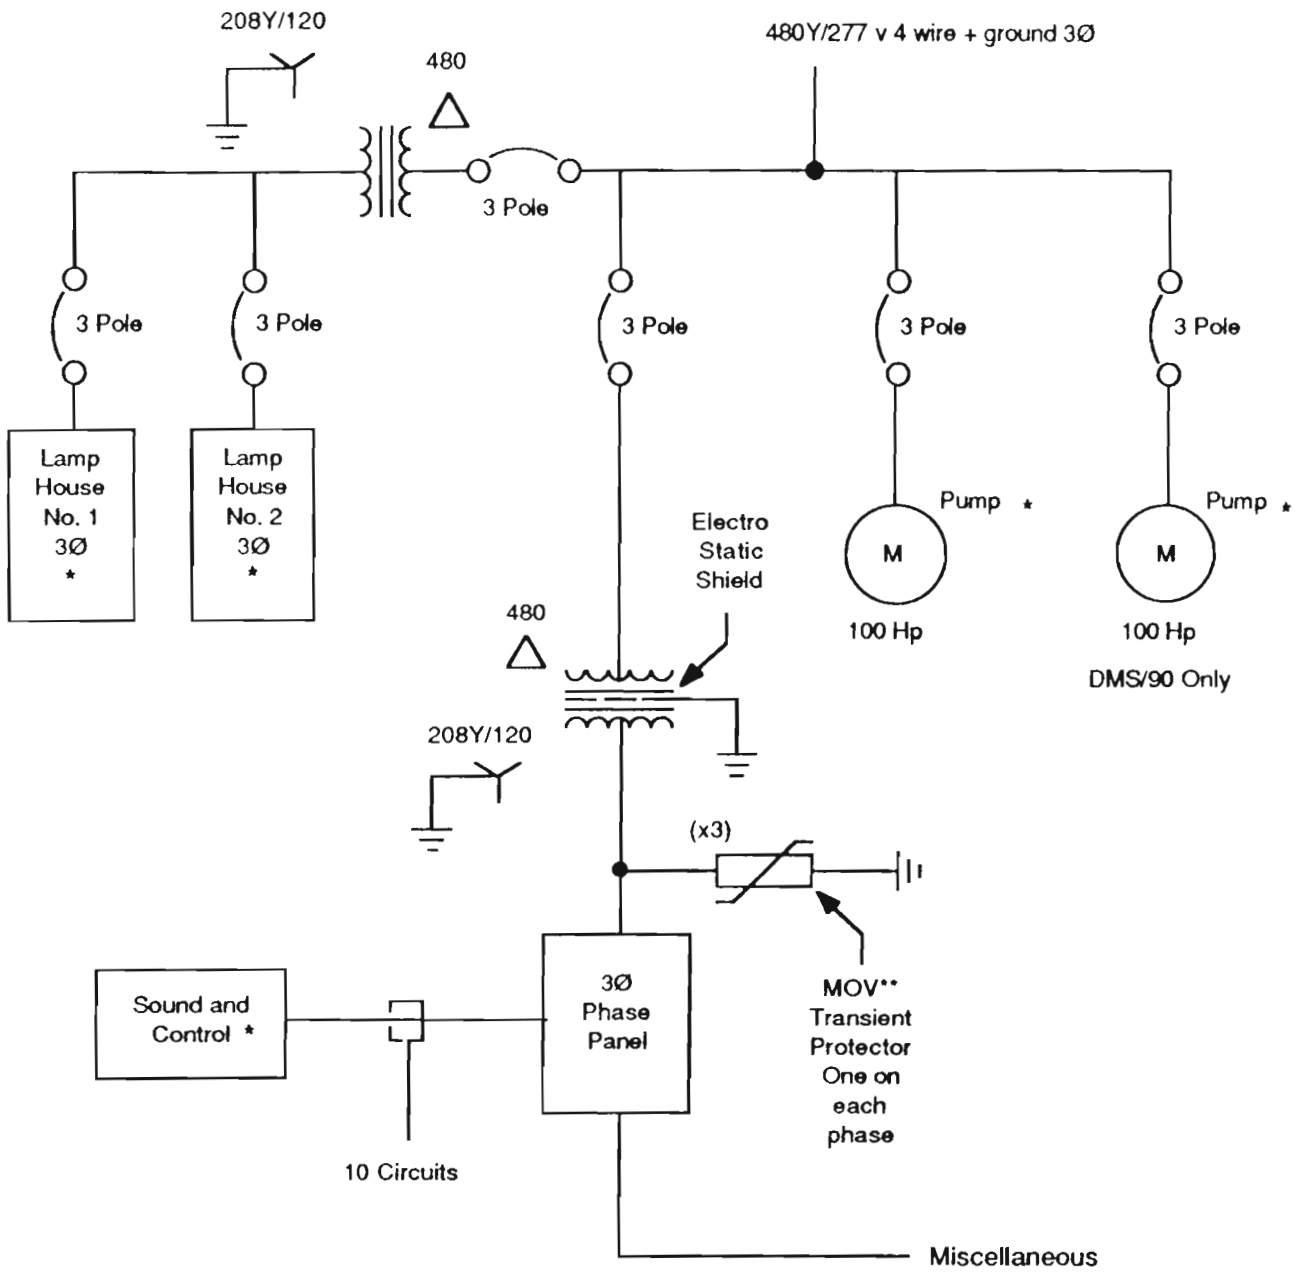 208Y/120
480
480Y/277 v 4 wire + ground 3Ø
3 Pole
3 Pole
3 Pole
3 Pole
3 Pole
3 Pole
Lamp
House
No. 1
3Ø
*
Lamp
House
No. 2
3Ø
*
Electro
Static
Shield
Pump *
M
100 Hp
Pump *
M
100 Hp
DMS/90 Only
480
208Y/120
(x3)
MOV**
Transient
Protector
One on
each
phase
3Ø
Phase
Panel
Sound and
Control *
10 Circuits
Miscellaneous